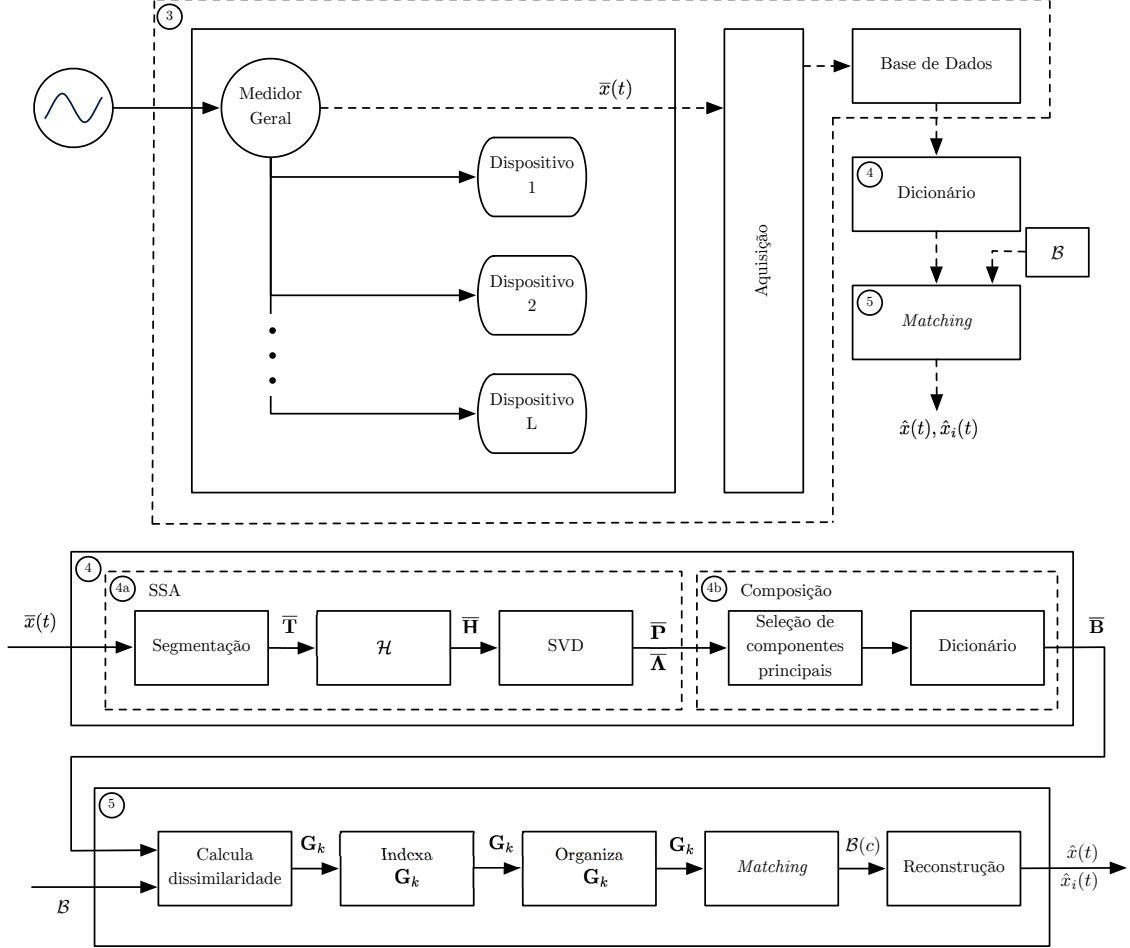 3
Medidor
Geral
x̅(t)
Base de Dados
Dispositivo
1
4
Dicionário
Aquisição
ℬ
Dispositivo
2
5
Matching
Dispositivo
L
x̂(t), x̂ᵢ(t)
4
4a
SSA
4b
Composição
x̅(t)
Segmentação
T̅
ℋ
H̅
SVD
P̅
Λ̅
Seleção de
componentes
principais
Dicionário
B̅
5
Calcula
dissimilaridade
Gₖ
Indexa
Gₖ
Gₖ
Organiza
Gₖ
Gₖ
Matching
ℬ(c)
Reconstrução
x̂(t)
x̂ᵢ(t)
ℬ